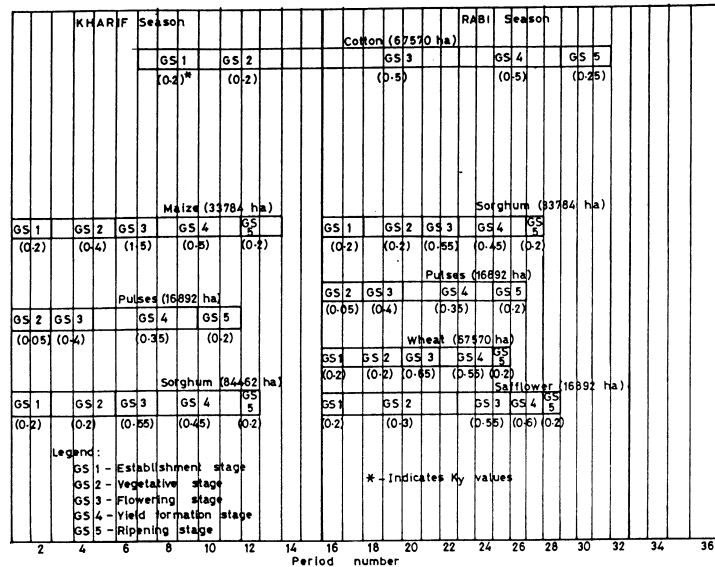 KHARIF Season RABI Season
Cotton (67570 ha)
GS 1 GS 2 GS 3 GS 4 GS 5
(0·2)* (0·2) (0·5) (0·5) (0·25)
Maize (33784 ha) Sorghum (33784 ha)
GS 1 GS 2 GS 3 GS 4 GS 5 GS 1 GS 2 GS 3 GS 4 GS 5
(0·2) (0·4) (1·5) (0·5) (0·2) (0·2) (0·2) (0·55) (0·45) (0·2)
Pulses (16892 ha)
GS 2 GS 3 GS 4 GS 5
(0·05) (0·4) (0·35) (0·2)
Pulses (16892 ha)
GS 2 GS 3 GS 4 GS 5
(0·05) (0·4) (0·35) (0·2)
Wheat (67570 ha)
GS1 GS 2 GS 3 GS 4 GS 5
(0·2) (0·2) (0·65) (0·55) (0·2)
Sorghum (84462 ha) Safflower (16892 ha)
GS 1 GS 2 GS 3 GS 4 GS 5 GS1 GS 2 GS 3 GS 4 GS 5
(0·2) (0·2) (0·55) (0·45) (0·2) (0·2) (0·3) (0·55) (0·6) (0·2)
Legend:
GS 1 - Establishment stage
GS 2 - Vegetative stage
GS 3 - Flowering stage
GS 4 - Yield formation stage
GS 5 - Ripening stage
* - Indicates Ky values
2 4 6 8 10 12 14 16 18 20 22 24 26 28 30 32 34 36
Period number